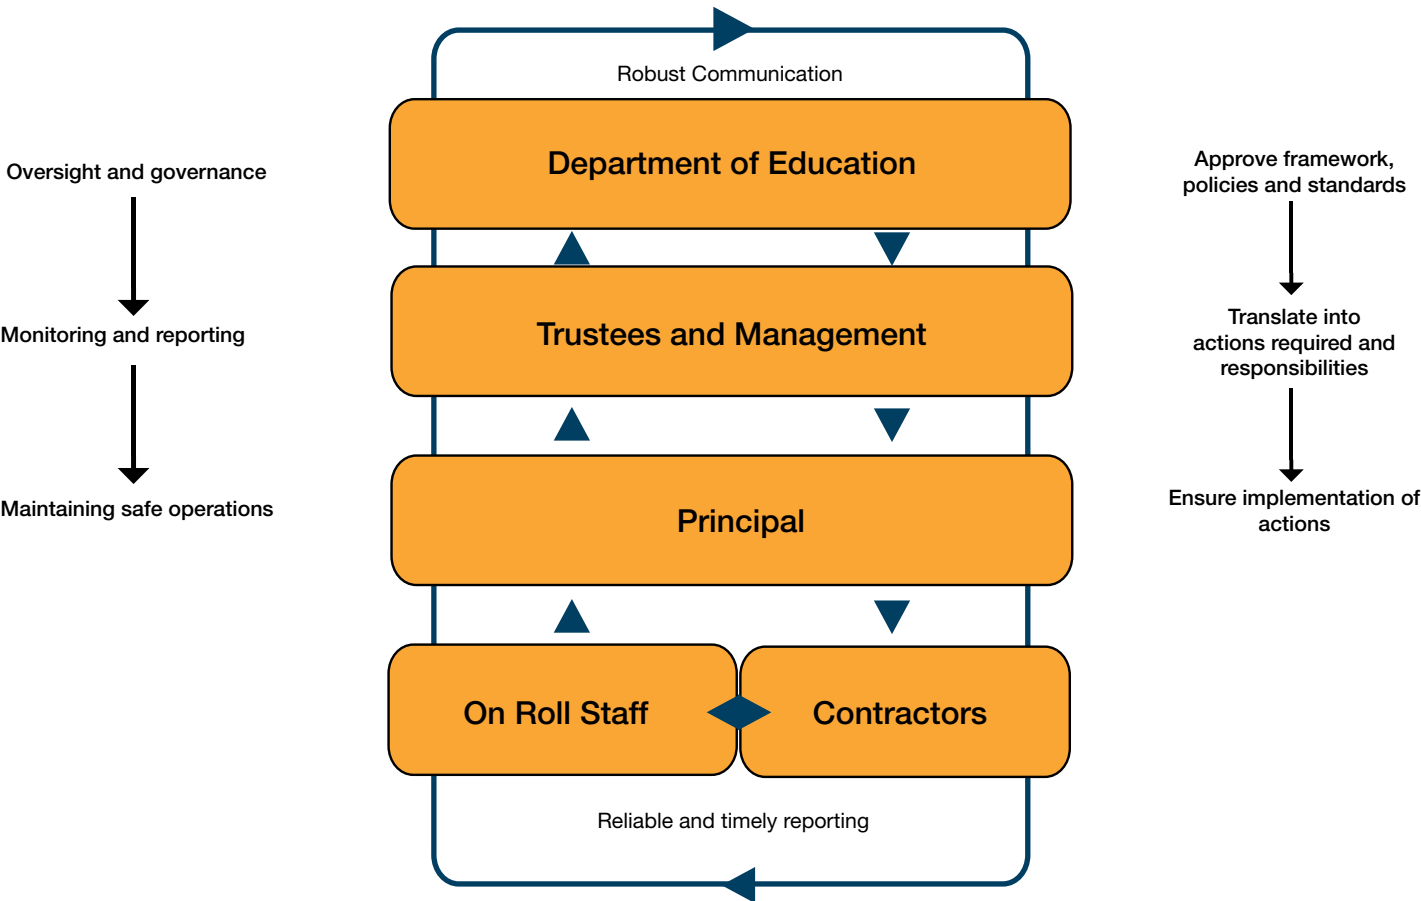 Robust Communication
Department of Education
Oversight and governance
Approve framework,
policies and standards
Trustees and Management
Monitoring and reporting
Translate into
actions required and
responsibilities
Principal
Maintaining safe operations
Ensure implementation of
actions
On Roll Staff
Contractors
Reliable and timely reporting